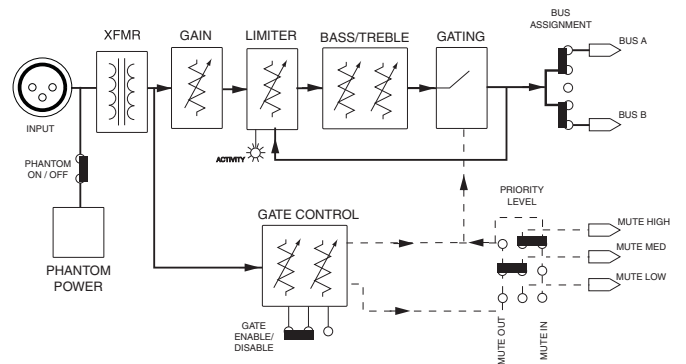 BUS
ASSIGNMENT
XFMR
GAIN
LIMITER
BASS/TREBLE
GATING
BUS A
BUS B
INPUT
ACTIVITY
PHANTOM
ON / OFF
PHANTOM
POWER
GATE CONTROL
GATE
ENABLE/
DISABLE
PRIORITY
LEVEL
MUTE HIGH
MUTE MED
MUTE LOW
MUTE OUT
MUTE IN